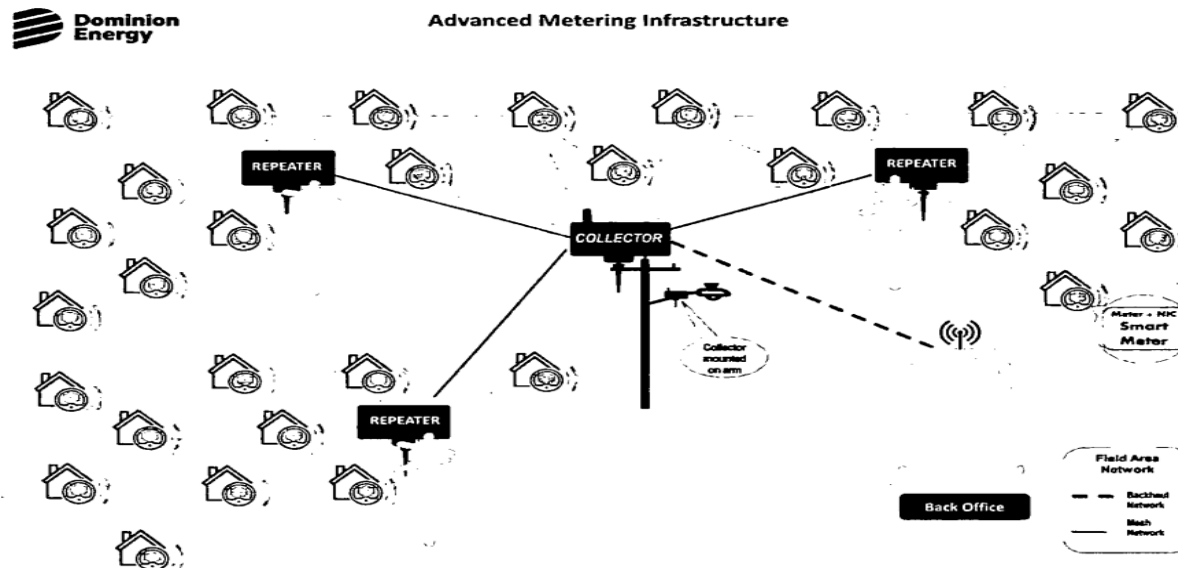 Dominion
Energy
Advanced Metering Infrastructure
REPEATER
REPEATER
COLLECTOR
Collector
mounted
on arm
Meter + NIC
Smart
Meter
REPEATER
Back Office
Field Area
Network
Backhaul
Network
Mesh
Network